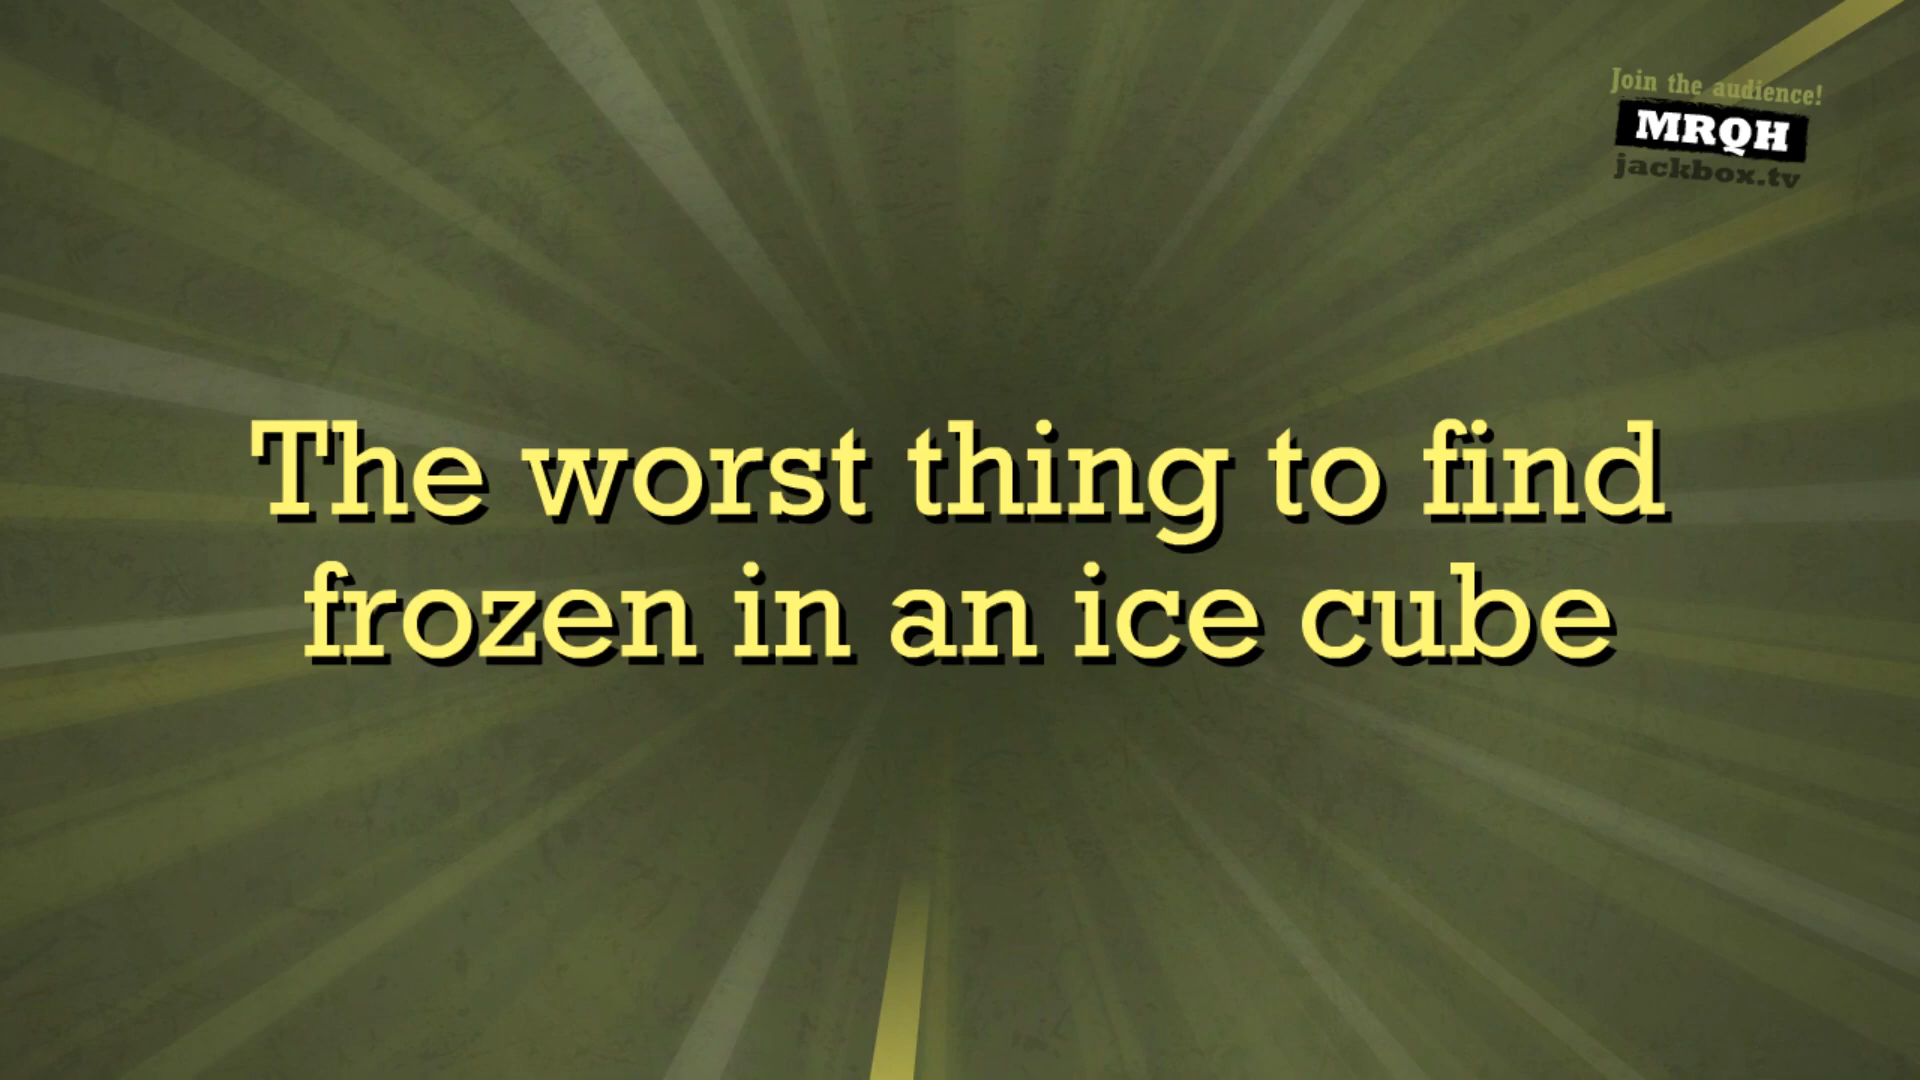 Join the audience!
MRQH
jackbox.tv
The worst thing to find
frozen in an ice cube